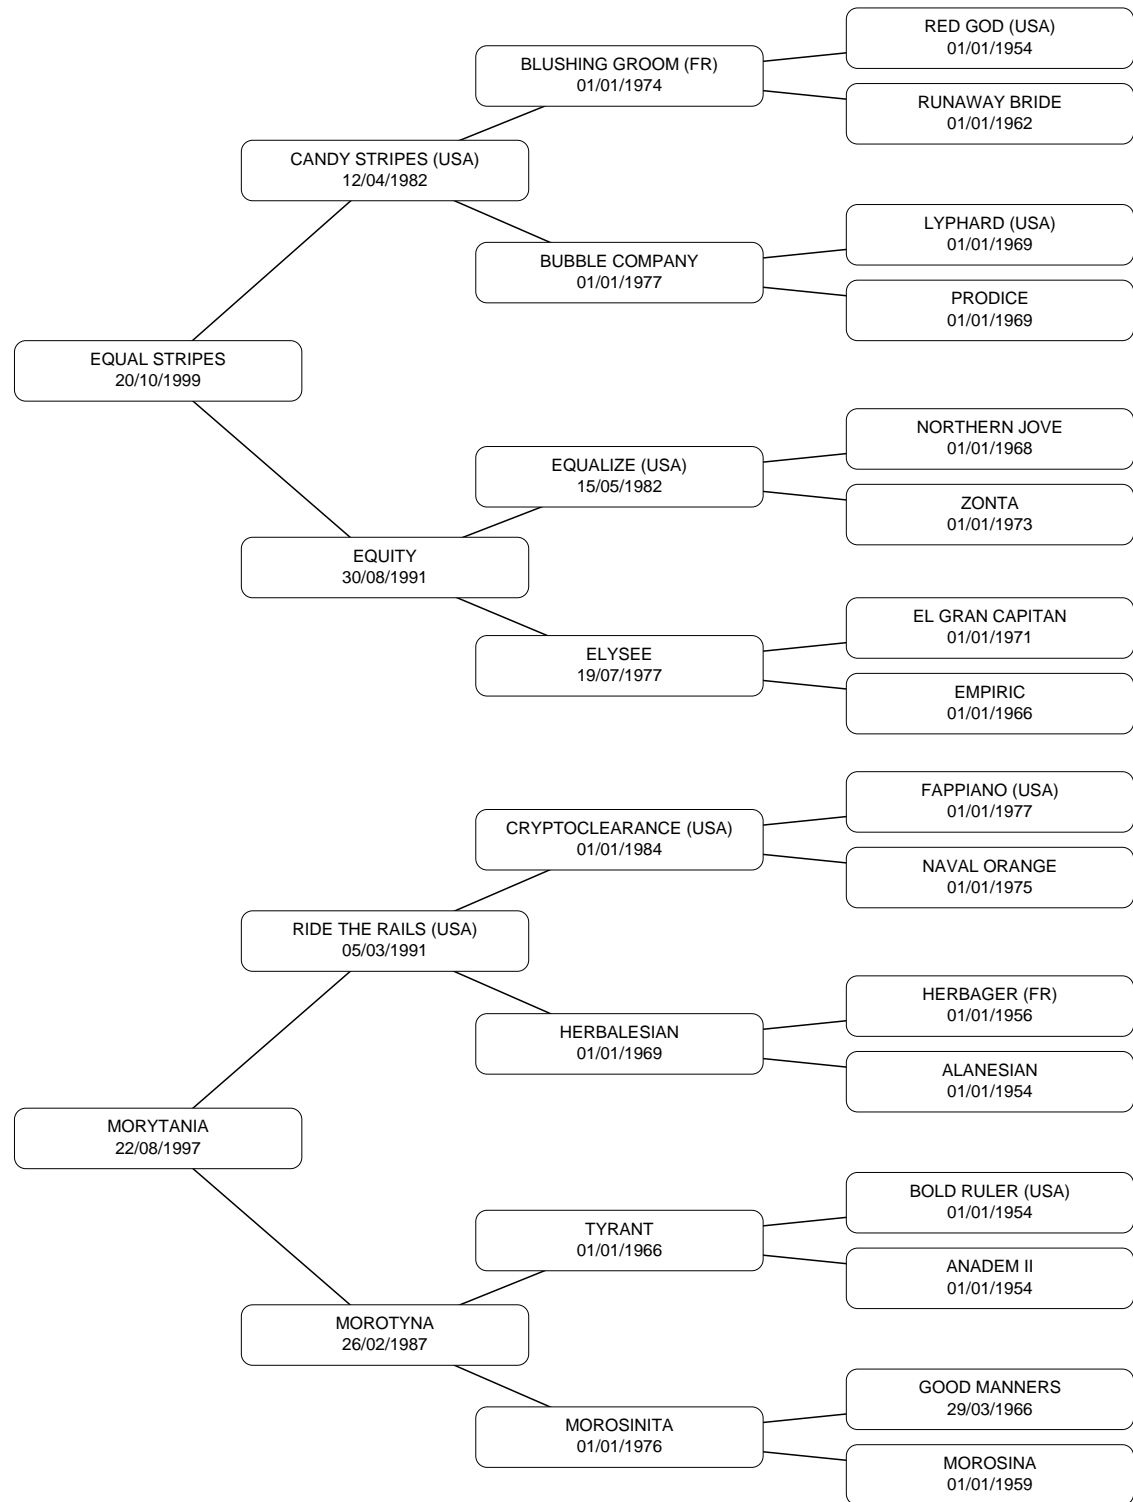 RED GOD (USA)
01/01/1954
BLUSHING GROOM (FR)
01/01/1974
RUNAWAY BRIDE
01/01/1962
CANDY STRIPES (USA)
12/04/1982
LYPHARD (USA)
01/01/1969
BUBBLE COMPANY
01/01/1977
PRODICE
01/01/1969
EQUAL STRIPES
20/10/1999
NORTHERN JOVE
01/01/1968
EQUALIZE (USA)
15/05/1982
ZONTA
01/01/1973
EQUITY
30/08/1991
EL GRAN CAPITAN
01/01/1971
ELYSEE
19/07/1977
EMPIRIC
01/01/1966
FAPPIANO (USA)
01/01/1977
CRYPTOCLEARANCE (USA)
01/01/1984
NAVAL ORANGE
01/01/1975
RIDE THE RAILS (USA)
05/03/1991
HERBAGER (FR)
01/01/1956
HERBALESIAN
01/01/1969
ALANESIAN
01/01/1954
MORYTANIA
22/08/1997
BOLD RULER (USA)
01/01/1954
TYRANT
01/01/1966
ANADEM II
01/01/1954
MOROTYNA
26/02/1987
GOOD MANNERS
29/03/1966
MOROSINITA
01/01/1976
MOROSINA
01/01/1959